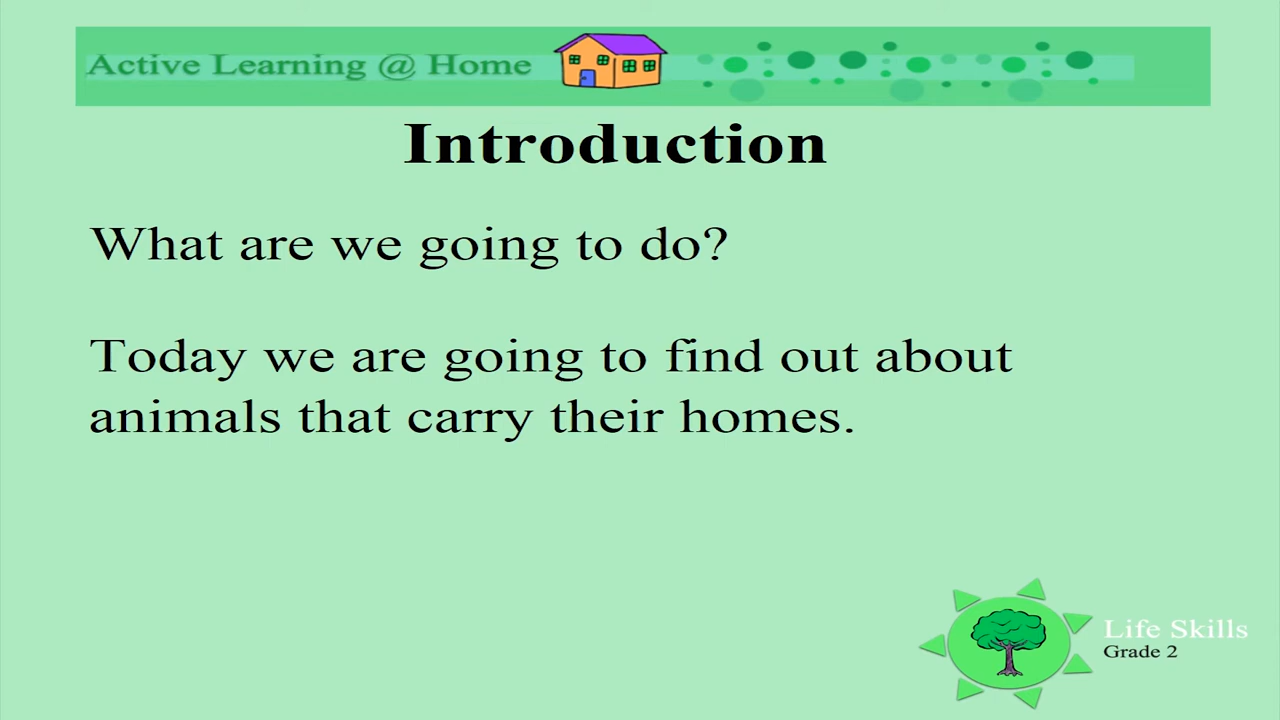 Active Learning @ Home
Introduction
What are we going to do?
Today we are going to find out about
animals that carry their homes.
Life Skills
Grade 2